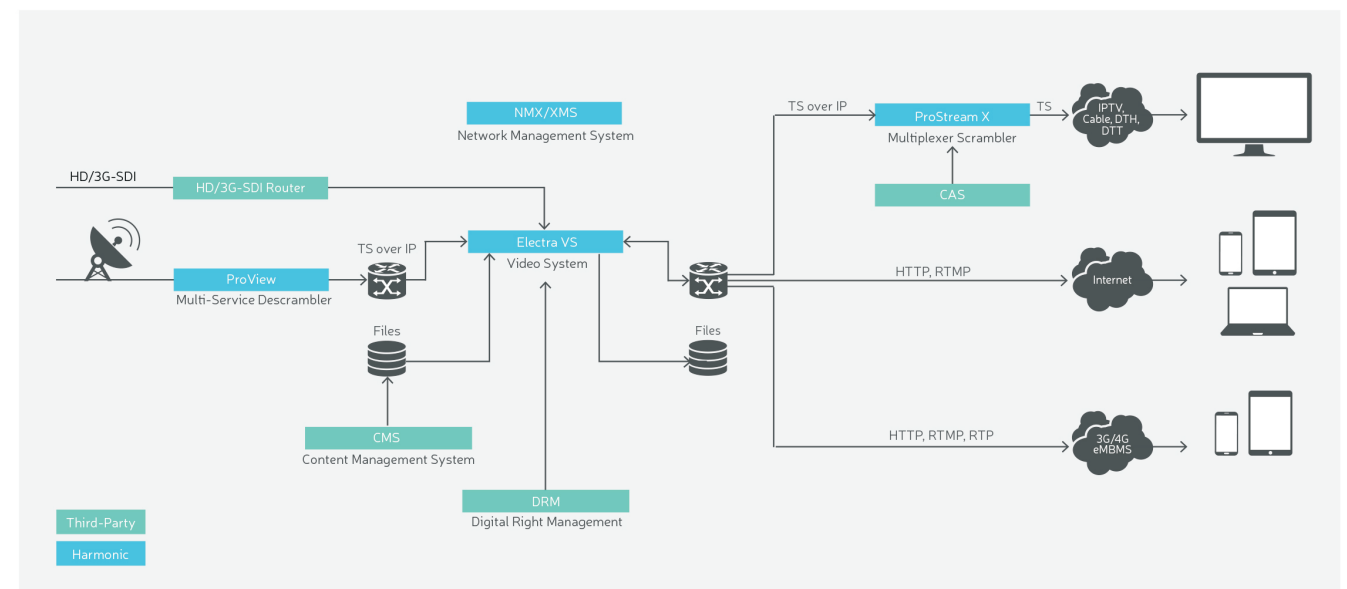 NMX/XMS
Network Management System
TS over IP
ProStream X
Multiplexer Scrambler
TS
IPTV,
Cable, DTH,
DTT
CAS
HD/3G-SDI
HD/3G-SDI Router
TS over IP
Electra VS
Video System
ProView
Multi-Service Descrambler
HTTP, RTMP
Internet
Files
Files
CMS
Content Management System
HTTP, RTMP, RTP
3G/4G
eMBMS
DRM
Digital Right Management
Third-Party
Harmonic